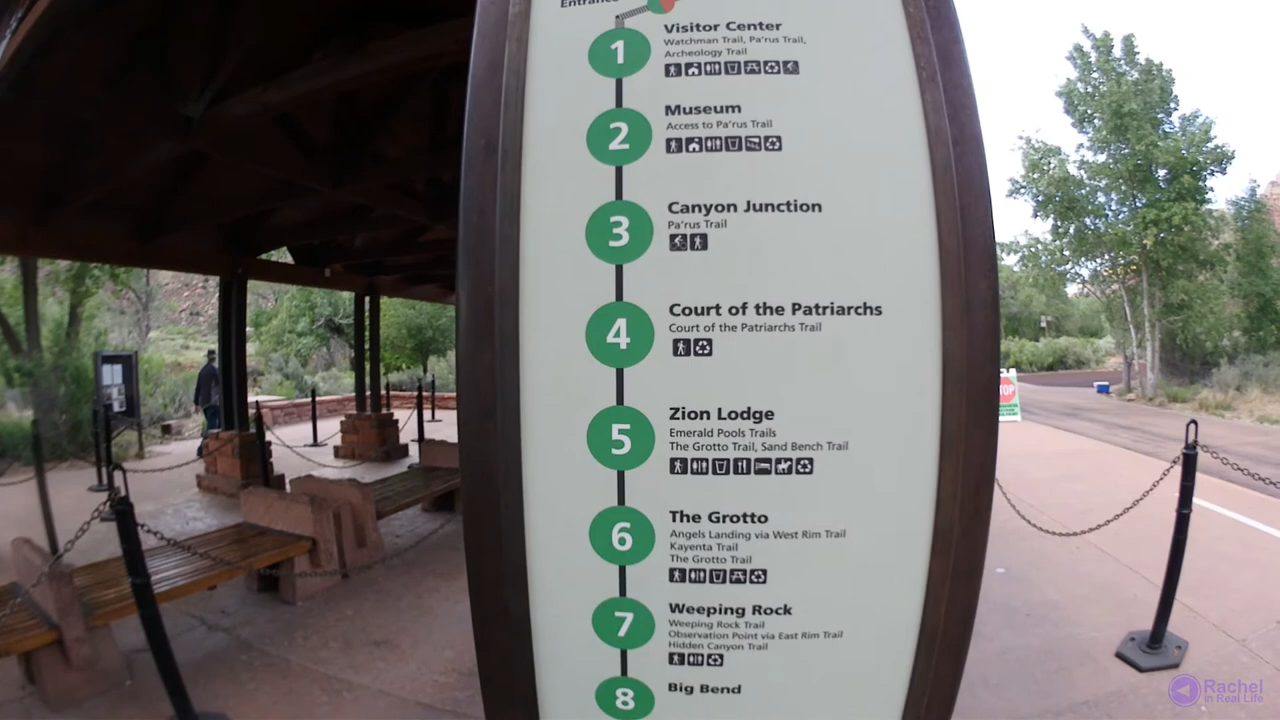 Entrance
1
Visitor Center
Watchman Trail, Pa'rus Trail,
Archeology Trail
2
Museum
Access to Pa'rus Trail
3
Canyon Junction
Pa'rus Trail
4
Court of the Patriarchs
Court of the Patriarchs Trail
5
Zion Lodge
Emerald Pools Trails
The Grotto Trail, Sand Bench Trail
6
The Grotto
Angels Landing via West Rim Trail
Kayenta Trail
The Grotto Trail
7
Weeping Rock
Weeping Rock Trail
Observation Point via East Rim Trail
Hidden Canyon Trail
8
Big Bend
Rachel
in Real Life